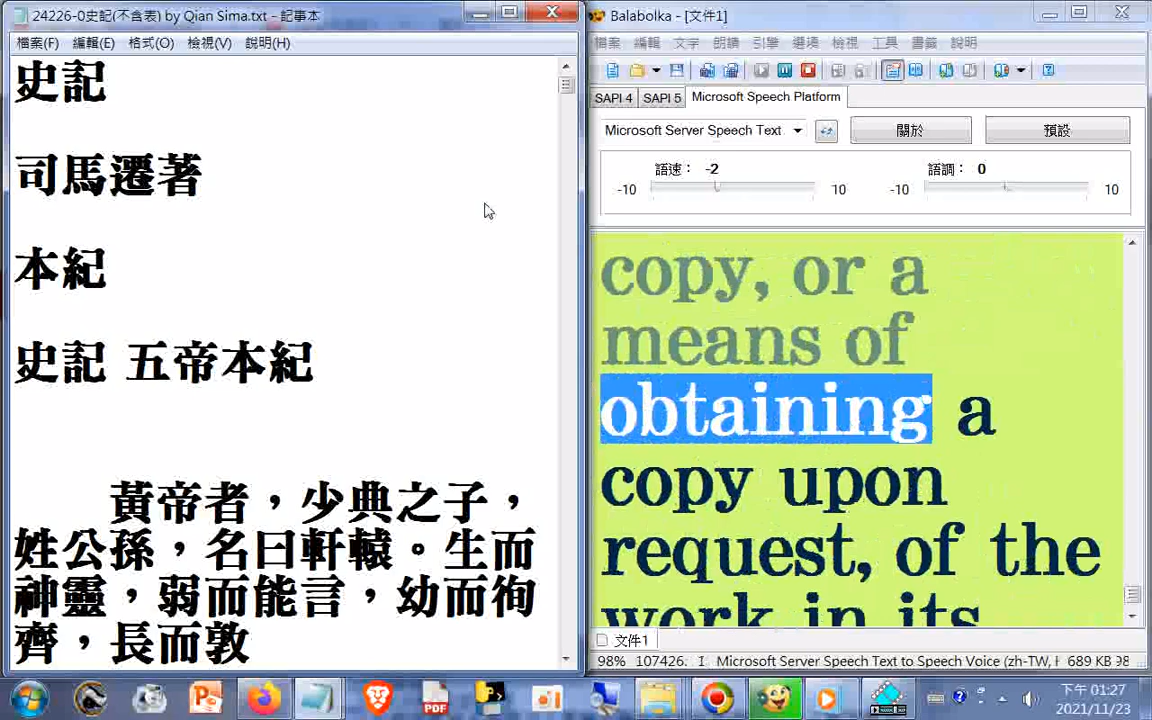 24226-0史記(不含表) by Qian Sima.txt - 記事本
檔案(F) 編輯(E) 格式(O) 檢視(V) 說明(H)
史記
司馬遷著
本紀
史記 五帝本紀
黃帝者，少典之子，
姓公孫，名曰軒轅。生而
神靈，弱而能言，幼而徇
齊，長而敦
Balabolka - [文件1]
檔案 編輯 文字 朗讀 引擎 選項 檢視 工具 書籤 說明
SAPI 4 SAPI 5 Microsoft Speech Platform
Microsoft Server Speech Text 關於 預設
語速： -2 語調： 0
-10 10 -10 10
copy, or a
means of
obtaining a
copy upon
request, of the
work in its
文件1
98% 107426: 1 Microsoft Server Speech Text to Speech Voice (zh-TW, 689 KB 98
PDF
下午 01:27
2021/11/23